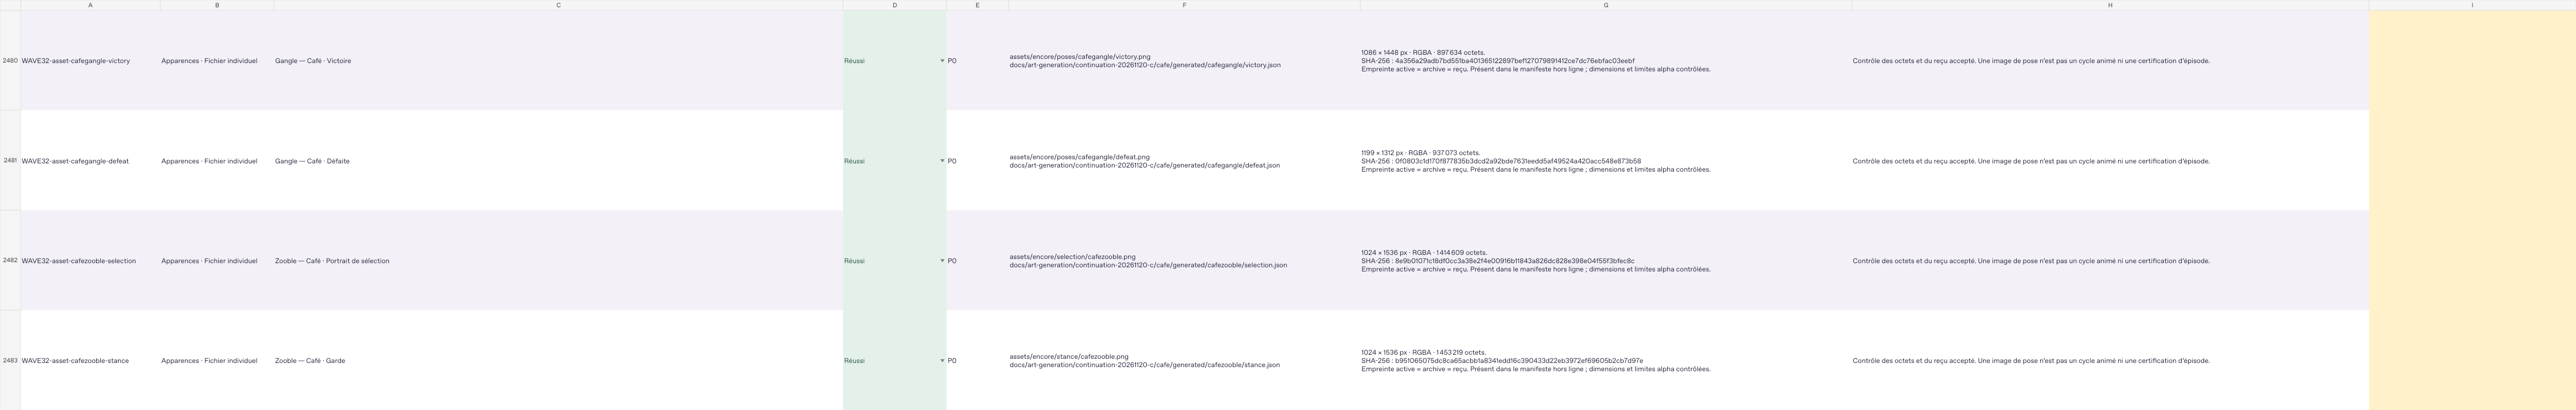 A B C D E F G H I
2480 WAVE32-asset-cafegangle-victory Apparences · Fichier individuel Gangle — Café · Victoire Réussi P0
assets/encore/poses/cafegangle/victory.png
docs/art-generation/continuation-20261120-c/cafe/generated/cafegangle/victory.json
1086 × 1448 px · RGBA · 897 634 octets.
SHA-256 : 4a356a29adb7bd551ba401365122897bef127079891412ce7dc76ebfac03eebf
Empreinte active = archive = reçu. Présent dans le manifeste hors ligne ; dimensions et limites alpha contrôlées.
Contrôle des octets et du reçu accepté. Une image de pose n’est pas un cycle animé ni une certification d’épisode.
2481 WAVE32-asset-cafegangle-defeat Apparences · Fichier individuel Gangle — Café · Défaite Réussi P0
assets/encore/poses/cafegangle/defeat.png
docs/art-generation/continuation-20261120-c/cafe/generated/cafegangle/defeat.json
1199 × 1312 px · RGBA · 937 073 octets.
SHA-256 : 0f0803c1d170f877835b3dcd2a92bde7631eedd5af49524a420acc548e873b58
Empreinte active = archive = reçu. Présent dans le manifeste hors ligne ; dimensions et limites alpha contrôlées.
Contrôle des octets et du reçu accepté. Une image de pose n’est pas un cycle animé ni une certification d’épisode.
2482 WAVE32-asset-cafezooble-selection Apparences · Fichier individuel Zooble — Café · Portrait de sélection Réussi P0
assets/encore/selection/cafezooble.png
docs/art-generation/continuation-20261120-c/cafe/generated/cafezooble/selection.json
1024 × 1536 px · RGBA · 1 414 609 octets.
SHA-256 : 8e9b01071c18df0cc3a38e2f4e00916b11843a826dc828e398e04f55f3bfec8c
Empreinte active = archive = reçu. Présent dans le manifeste hors ligne ; dimensions et limites alpha contrôlées.
Contrôle des octets et du reçu accepté. Une image de pose n’est pas un cycle animé ni une certification d’épisode.
2483 WAVE32-asset-cafezooble-stance Apparences · Fichier individuel Zooble — Café · Garde Réussi P0
assets/encore/stance/cafezooble.png
docs/art-generation/continuation-20261120-c/cafe/generated/cafezooble/stance.json
1024 × 1536 px · RGBA · 1 453 219 octets.
SHA-256 : b951065075dc8ca65acbb1a8341edd16c390433d22eb3972ef69605b2cb7d97e
Empreinte active = archive = reçu. Présent dans le manifeste hors ligne ; dimensions et limites alpha contrôlées.
Contrôle des octets et du reçu accepté. Une image de pose n’est pas un cycle animé ni une certification d’épisode.